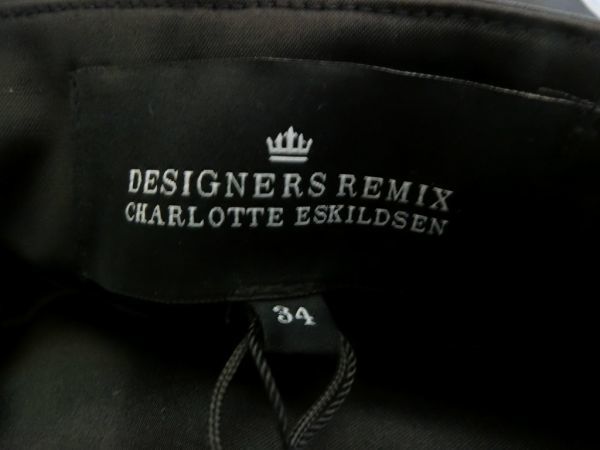 DESIGNERS REMIX
CHARLOTTE ESKILDSEN
34